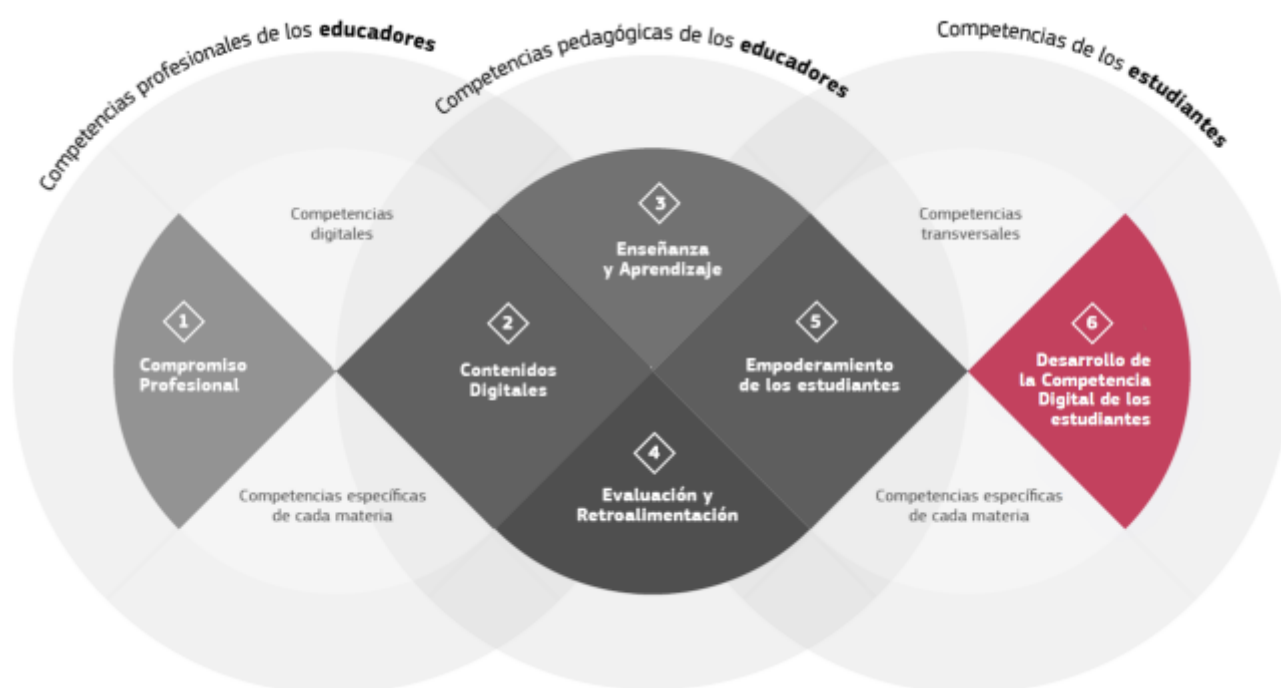 Competencias profesionales de los educadores
Competencias pedagógicas de los educadores
Competencias de los estudiantes
Competencias
digitales
Competencias
transversales
1
Compromiso
Profesional
2
Contenidos
Digitales
3
Enseñanza
y Aprendizaje
4
Evaluación y
Retroalimentación
5
Empoderamiento
de los estudiantes
6
Desarrollo de
la Competencia
Digital de los
estudiantes
Competencias específicas
de cada materia
Competencias específicas
de cada materia